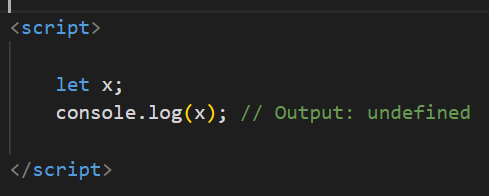 <script>
let x;
console.log(x); // Output: undefined
</script>